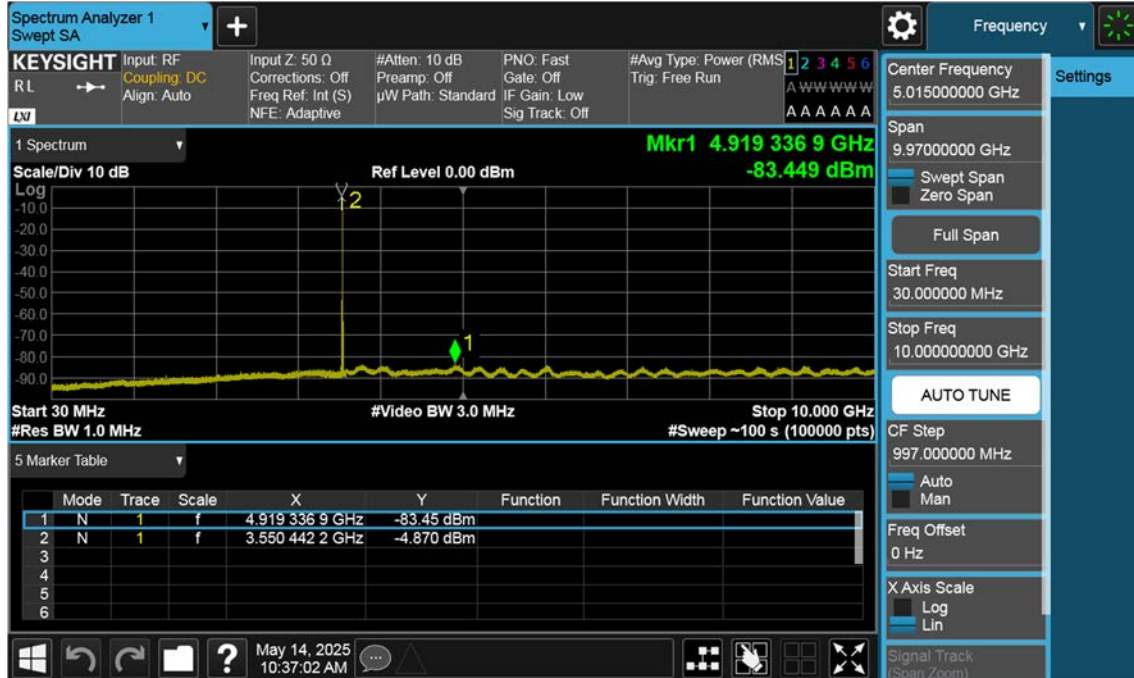 Spectrum Analyzer 1
Swept SA
+
Frequency
KEYSIGHT
RL
LXI
Input: RF
Coupling: DC
Align: Auto
Input Z: 50 Ω
Corrections: Off
Freq Ref: Int (S)
NFE: Adaptive
#Atten: 10 dB
Preamp: Off
µW Path: Standard
PNO: Fast
Gate: Off
IF Gain: Low
Sig Track: Off
#Avg Type: Power (RMS
Trig: Free Run
1 2 3 4 5 6
A W W W W W
A A A A A A
1 Spectrum
Scale/Div 10 dB
Ref Level 0.00 dBm
Mkr1 4.919 336 9 GHz
-83.449 dBm
Log
-10.0
-20.0
-30.0
-40.0
-60.0
-70.0
-80.0
-90.0
2
1
Start 30 MHz
#Video BW 3.0 MHz
Stop 10.000 GHz
#Res BW 1.0 MHz
#Sweep ~100 s (100000 pts)
5 Marker Table
Mode Trace Scale X Y Function Function Width Function Value
1 N 1 f 4.919 336 9 GHz -83.45 dBm
2 N 1 f 3.550 442 2 GHz -4.870 dBm
3
4
5
6
?
May 14, 2025
10:37:02 AM
Center Frequency
5.015000000 GHz
Settings
Span
9.97000000 GHz
Swept Span
Zero Span
Full Span
Start Freq
30.000000 MHz
Stop Freq
10.000000000 GHz
AUTO TUNE
CF Step
997.000000 MHz
Auto
Man
Freq Offset
0 Hz
X Axis Scale
Log
Lin
Signal Track
(Span Zoom)